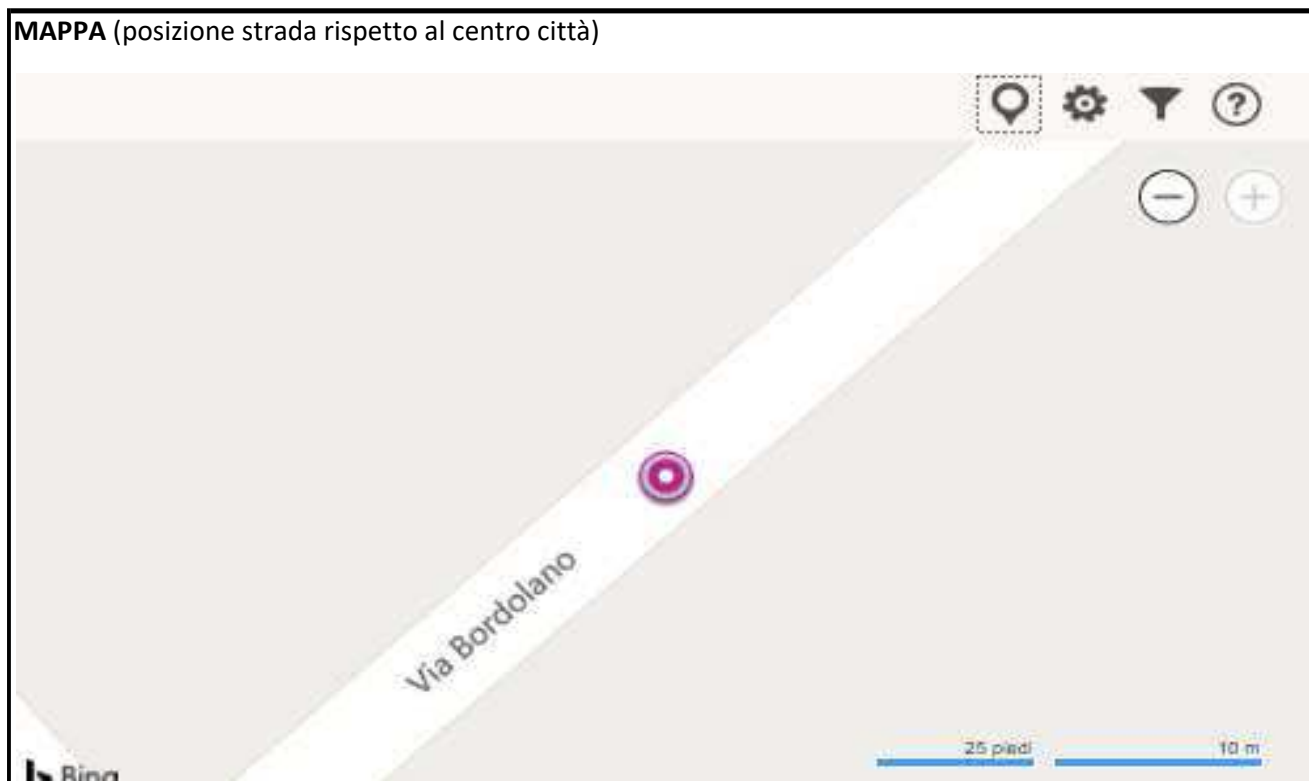 MAPPA (posizione strada rispetto al centro città)
?
Via Bordolano
25 piedi 10 m
Bing